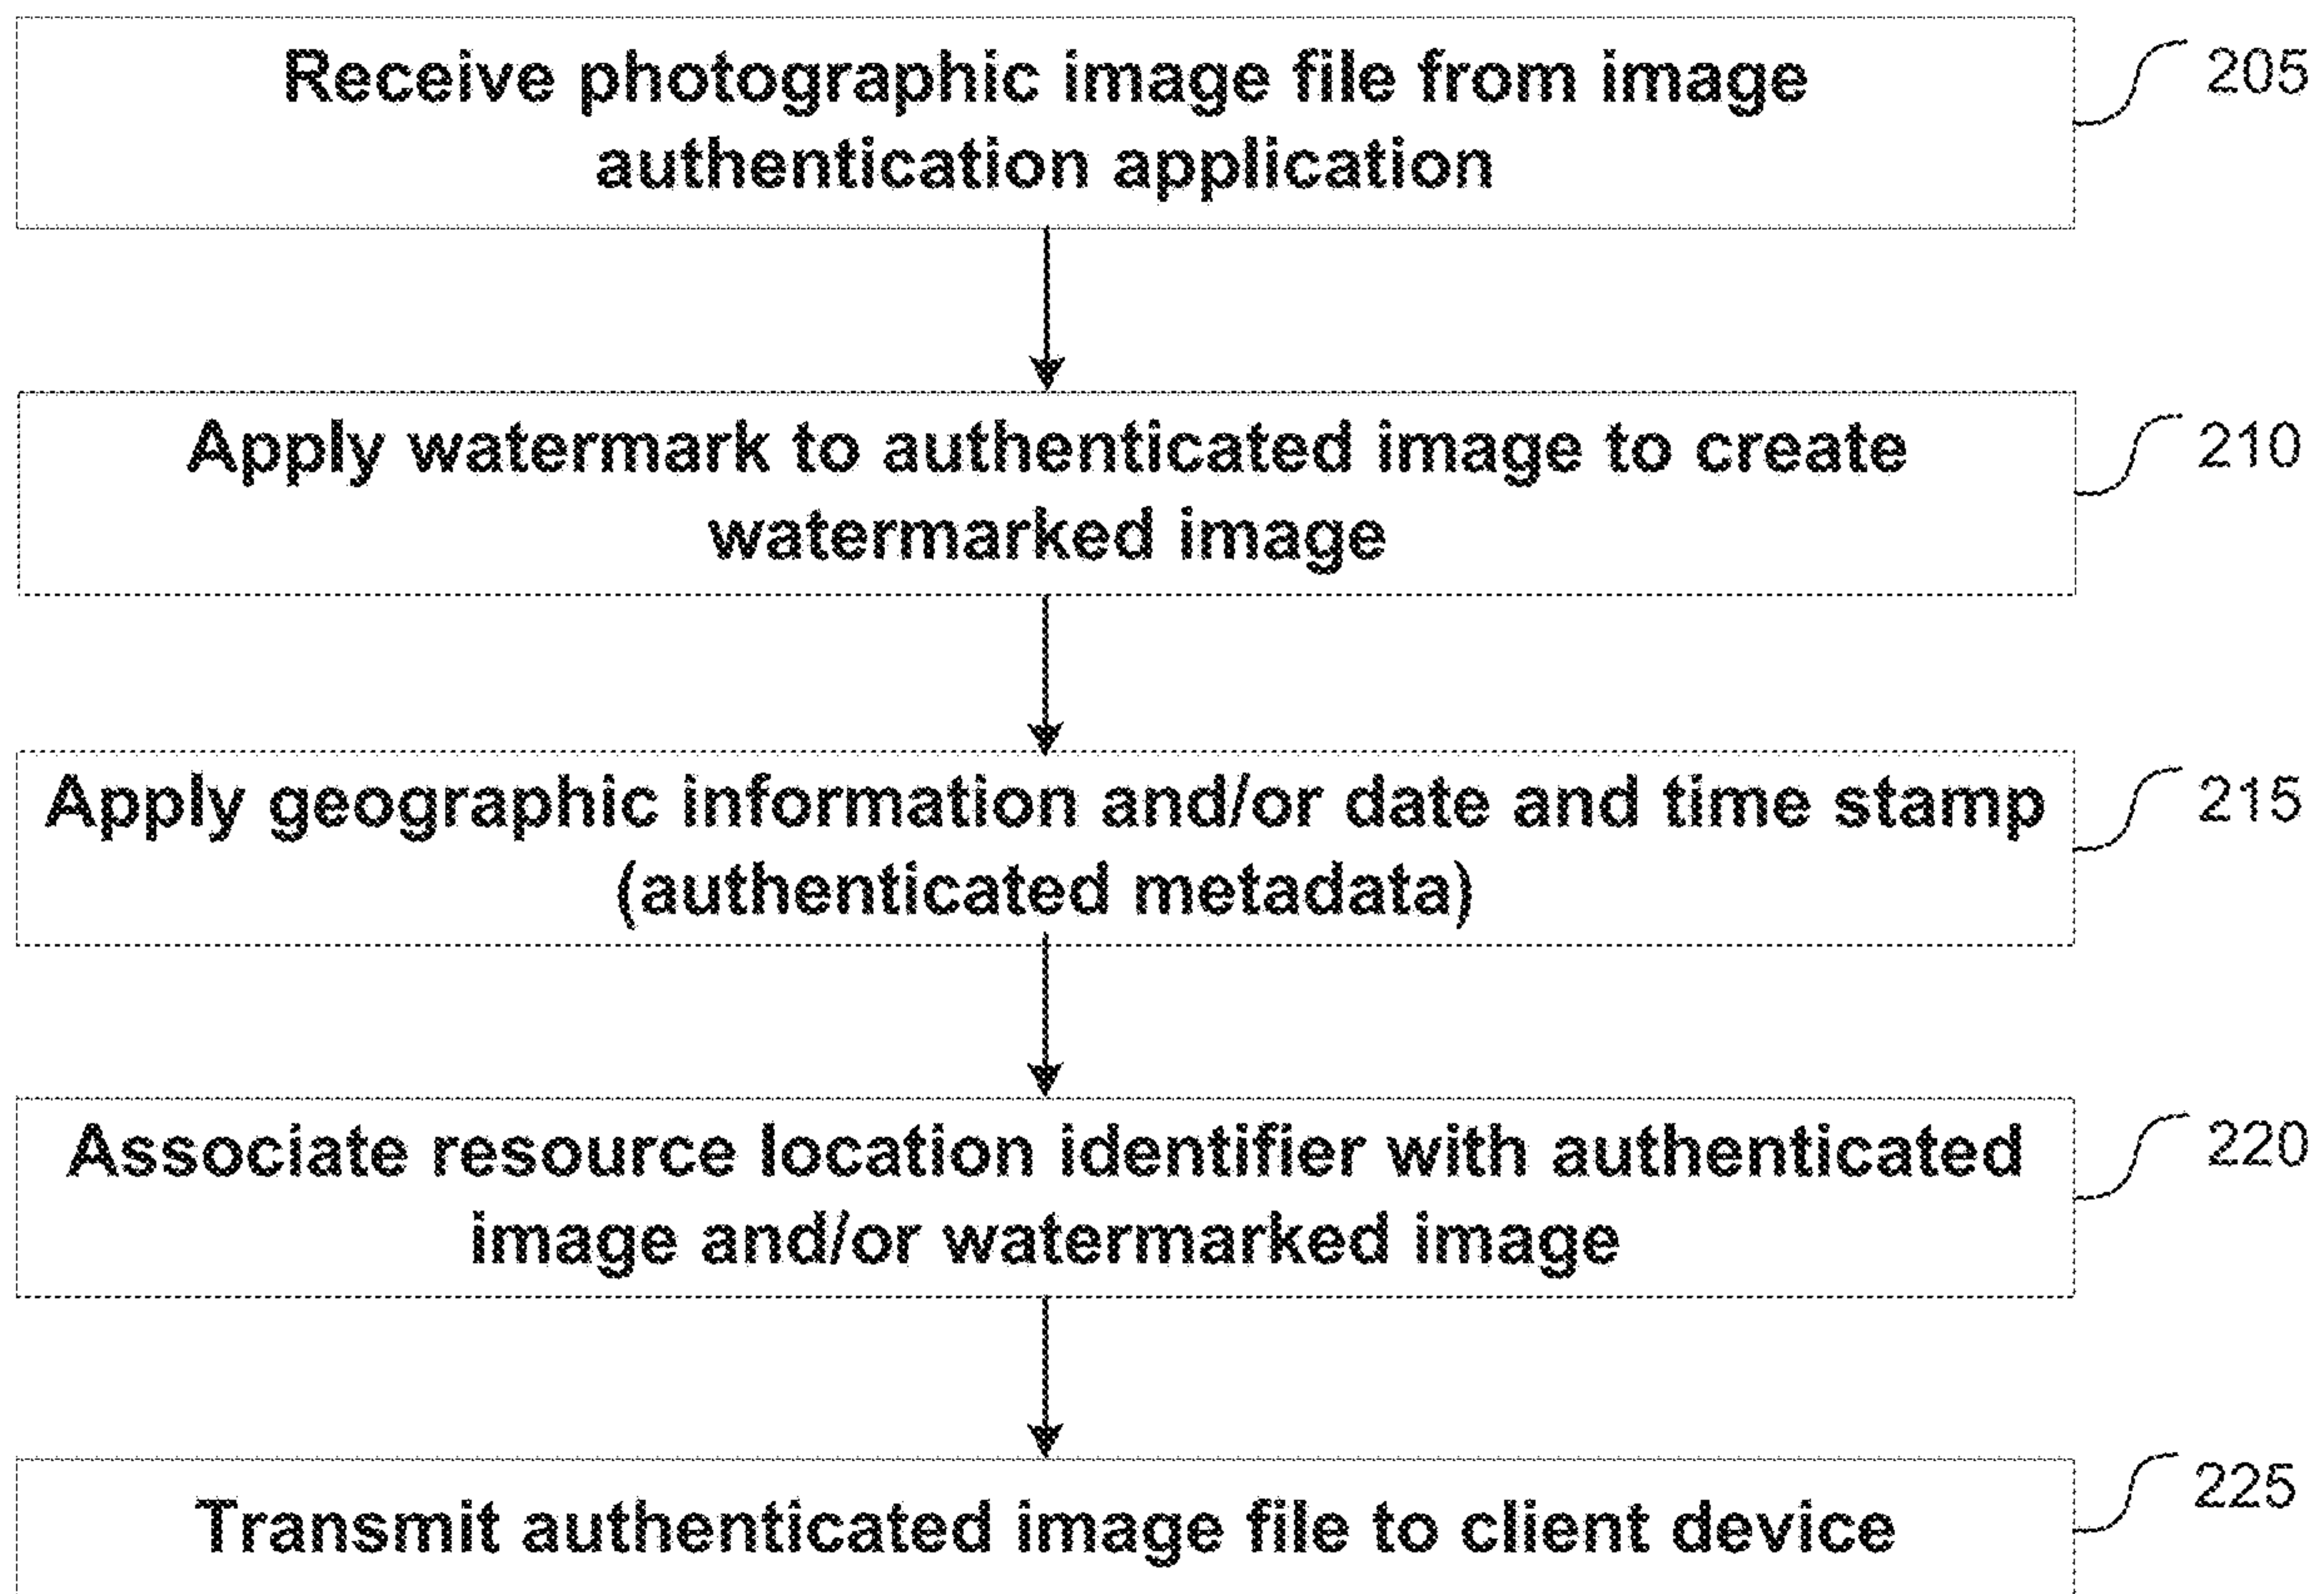 Receive photographic image file from image
authentication application
205
Apply watermark to authenticated image to create
watermarked image
210
Apply geographic information and/or date and time stamp
(authenticated metadata)
215
Associate resource location identifier with authenticated
image and/or watermarked image
220
Transmit authenticated image file to client device
225